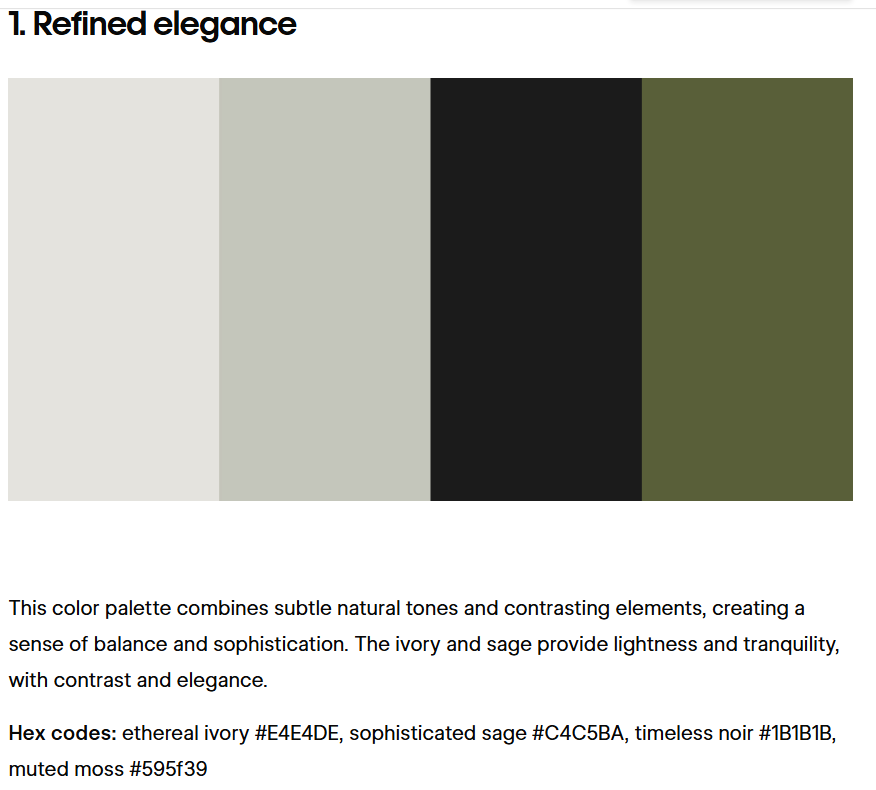 1. Refined elegance
This color palette combines subtle natural tones and contrasting elements, creating a
sense of balance and sophistication. The ivory and sage provide lightness and tranquility,
with contrast and elegance.
Hex codes: ethereal ivory #E4E4DE, sophisticated sage #C4C5BA, timeless noir #1B1B1B,
muted moss #595f39